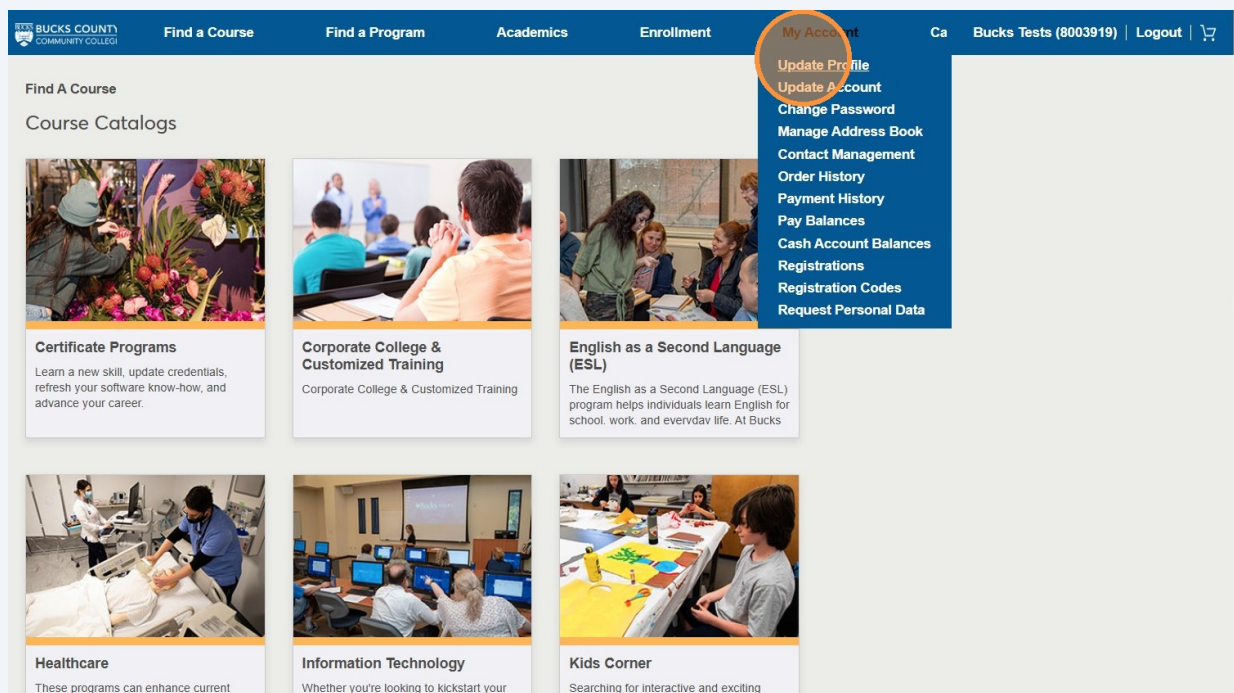 BUCKS COUNTY
COMMUNITY COLLEGE
Find a Course
Find a Program
Academics
Enrollment
My Account
Ca
Bucks Tests (8003919) | Logout |
Update Profile
Update Account
Change Password
Manage Address Book
Contact Management
Order History
Payment History
Pay Balances
Cash Account Balances
Registrations
Registration Codes
Request Personal Data
Find A Course
Course Catalogs
Certificate Programs
Learn a new skill, update credentials,
refresh your software know-how, and
advance your career.
Corporate College &
Customized Training
Corporate College & Customized Training
English as a Second Language
(ESL)
The English as a Second Language (ESL)
program helps individuals learn English for
school, work, and everyday life. At Bucks
Healthcare
These programs can enhance current
Information Technology
Whether you're looking to kickstart your
Kids Corner
Searching for interactive and exciting